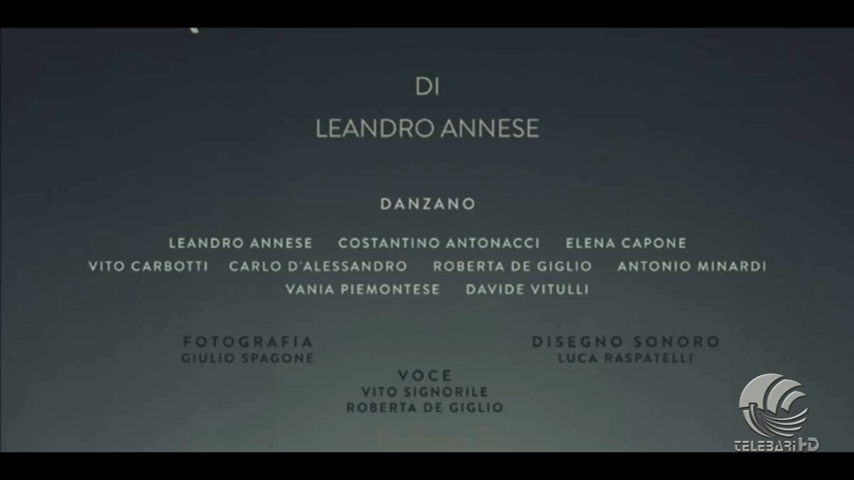 DI
LEANDRO ANNESE
DANZANO
LEANDRO ANNESE COSTANTINO ANTONACCI ELENA CAPONE
VITO CARBOTTI CARLO D'ALESSANDRO ROBERTA DE GIGLIO ANTONIO MINARDI
VANIA PIEMONTESE DAVIDE VITULLI
FOTOGRAFIA
GIULIO SPAGONE
DISEGNO SONORO
LUCA RASPATELLI
VOCE
VITO SIGNORILE
ROBERTA DE GIGLIO
TELEBARI HD